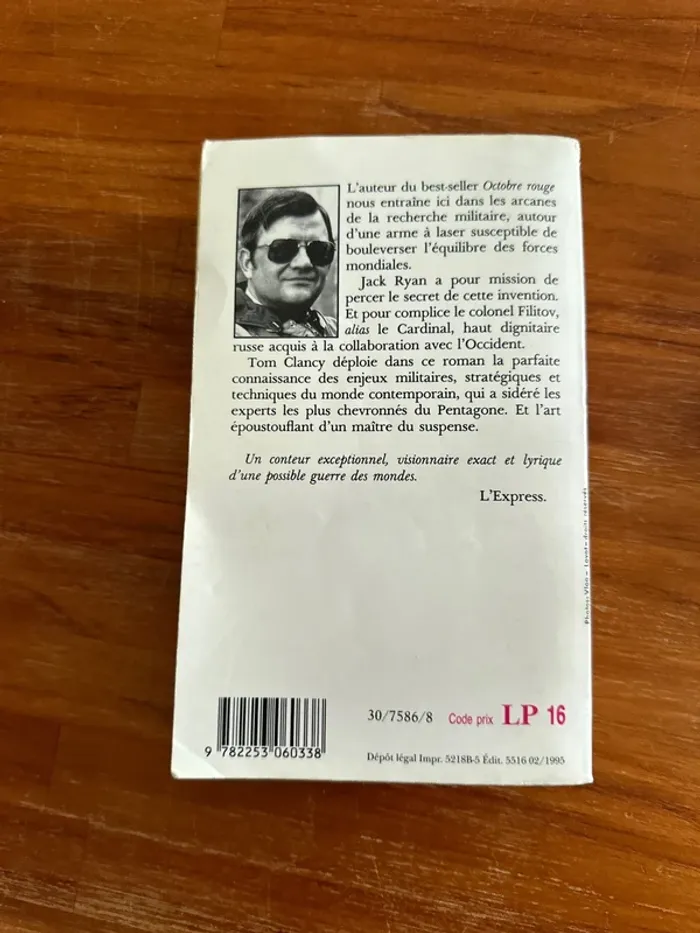 L'auteur du best-seller Octobre rouge
nous entraîne ici dans les arcanes
de la recherche militaire, autour
d'une arme à laser susceptible de
bouleverser l'équilibre des forces
mondiales.
Jack Ryan a pour mission de
percer le secret de cette invention.
Et pour complice le colonel Filitov,
alias le Cardinal, haut dignitaire
russe acquis à la collaboration avec l'Occident.
Tom Clancy déploie dans ce roman la parfaite
connaissance des enjeux militaires, stratégiques et
techniques du monde contemporain, qui a sidéré les
experts les plus chevronnés du Pentagone. Et l'art
époustouflant d'un maître du suspense.
Un conteur exceptionnel, visionnaire exact et lyrique
d'une possible guerre des mondes.
L'Express.
droits réservés
30/7586/8 Code prix LP 16
9 782253 060338
Dépôt légal Impr. 5218B-5 Édit. 5516 02/1995